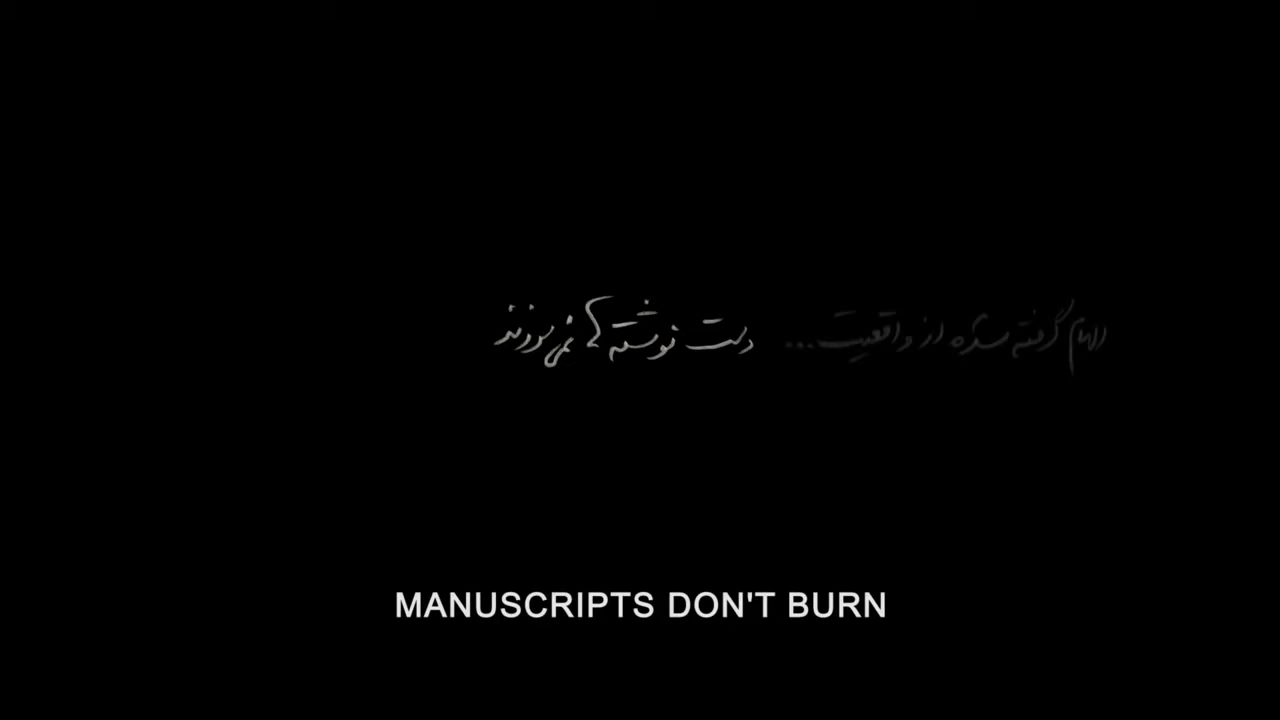 الهام گرفته شده از واقعیت...
دست نوشته ها نمی سوزند
MANUSCRIPTS DON'T BURN